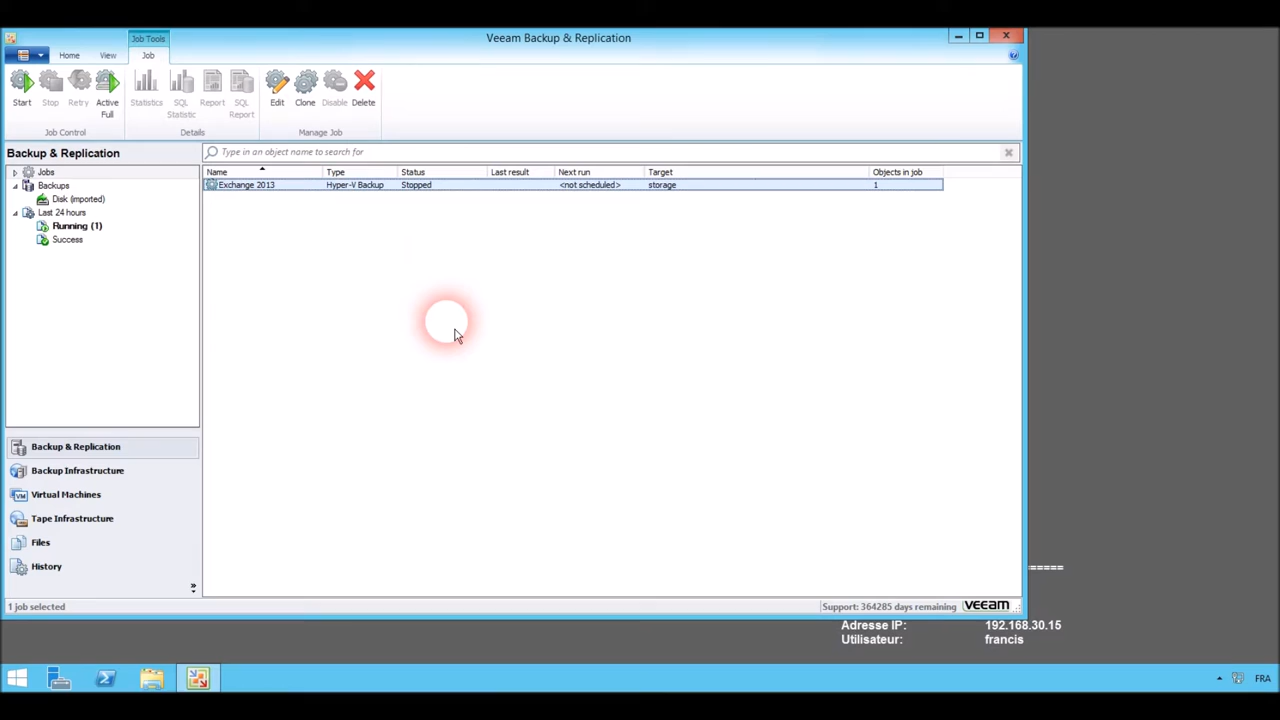 Job Tools
Veeam Backup & Replication
Home View Job
Start Stop Retry Active Full Statistics SQL Statistic Report SQL Report Edit Clone Disable Delete
Job Control Details Manage Job
Backup & Replication
Type in an object name to search for
Jobs
Backups
Disk (imported)
Last 24 hours
Running (1)
Success
Name Type Status Last result Next run Target Objects in job
Exchange 2013 Hyper-V Backup Stopped <not scheduled> storage 1
Backup & Replication
Backup Infrastructure
Virtual Machines
Tape Infrastructure
Files
History
1 job selected
Support: 364285 days remaining veeam
======
Adresse IP: 192.168.30.15
Utilisateur: francis
FRA